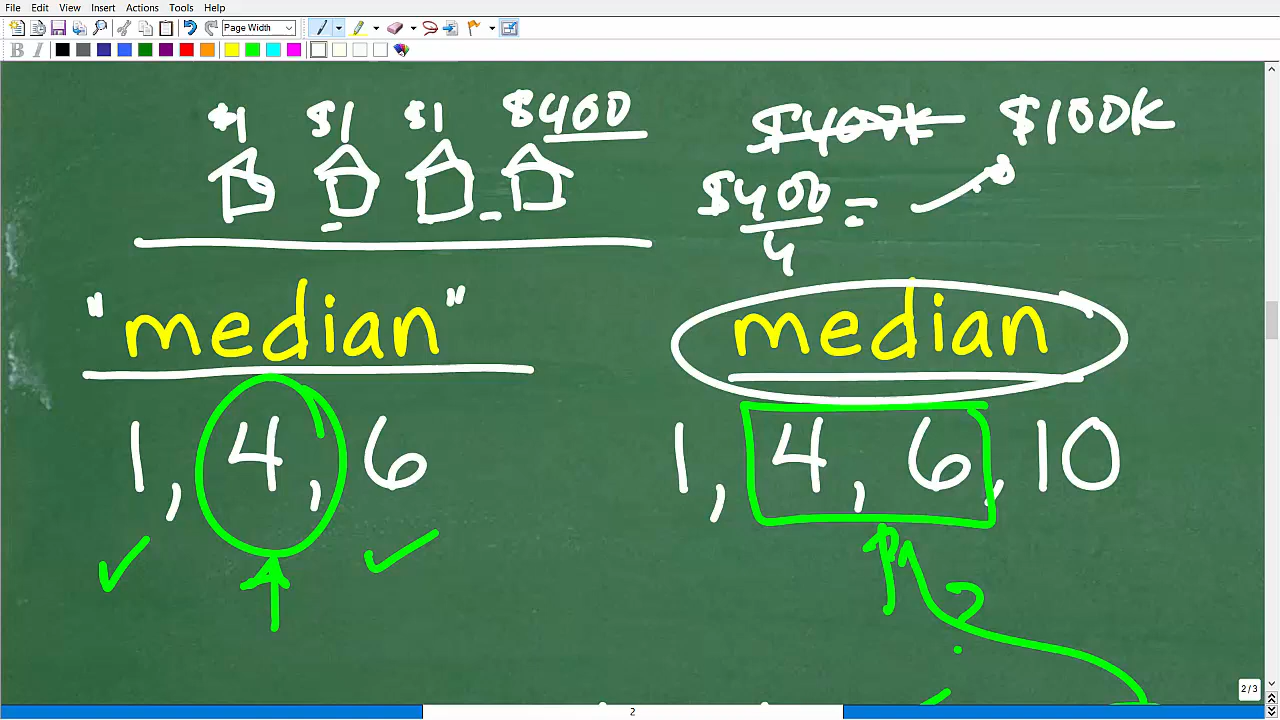 File Edit View Insert Actions Tools Help
Page Width
B I
$1 $1 $1 $400
$400K $100K
$400 =
4
"median"
median
1, 4, 6
1, 4, 6, 10
?
2/3
2